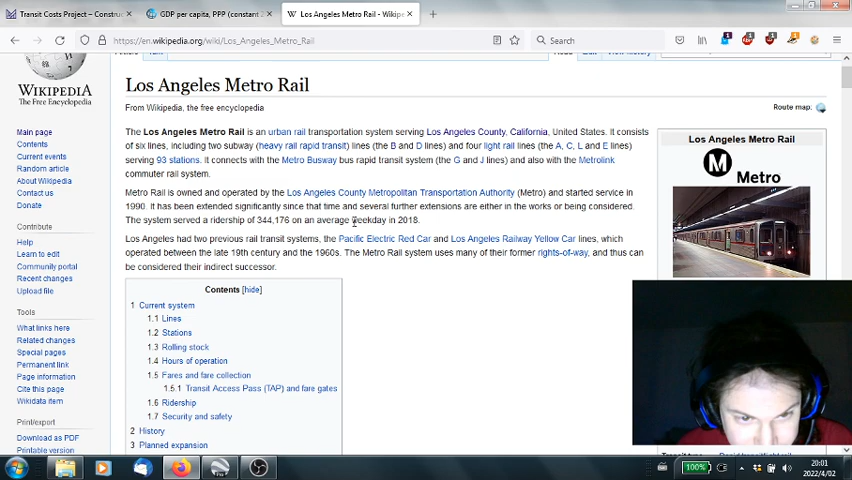 Transit Costs Project – Construc
GDP per capita, PPP (constant
Los Angeles Metro Rail - Wikipe
https://en.wikipedia.org/wiki/Los_Angeles_Metro_Rail
Search
WIKIPEDIA
The Free Encyclopedia
Main page
Contents
Current events
Random article
About Wikipedia
Contact us
Donate
Contribute
Help
Learn to edit
Community portal
Recent changes
Upload file
Tools
What links here
Related changes
Special pages
Permanent link
Page information
Cite this page
Wikidata item
Print/export
Download as PDF
Printable version
Los Angeles Metro Rail
From Wikipedia, the free encyclopedia
Route map:
The Los Angeles Metro Rail is an urban rail transportation system serving Los Angeles County, California, United States. It consists
of six lines, including two subway (heavy rail rapid transit) lines (the B and D lines) and four light rail lines (the A, C, L and E lines)
serving 93 stations. It connects with the Metro Busway bus rapid transit system (the G and J lines) and also with the Metrolink
commuter rail system.
Metro Rail is owned and operated by the Los Angeles County Metropolitan Transportation Authority (Metro) and started service in
1990. It has been extended significantly since that time and several further extensions are either in the works or being considered.
The system served a ridership of 344,176 on an average weekday in 2018.
Los Angeles had two previous rail transit systems, the Pacific Electric Red Car and Los Angeles Railway Yellow Car lines, which
operated between the late 19th century and the 1960s. The Metro Rail system uses many of their former rights-of-way, and thus can
be considered their indirect successor.
Contents [hide]
1 Current system
1.1 Lines
1.2 Stations
1.3 Rolling stock
1.4 Hours of operation
1.5 Fares and fare collection
1.5.1 Transit Access Pass (TAP) and fare gates
1.6 Ridership
1.7 Security and safety
2 History
3 Planned expansion
Los Angeles Metro Rail
M Metro
100%
20:01
2022/4/02